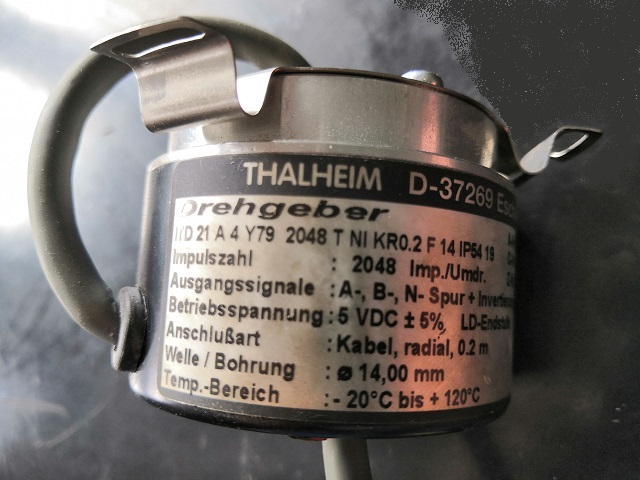 THALHEIM D-37269
Drehgeber
ITD 21 A 4 Y79 2048 T NI KR0.2 F 14 IP54 19
Impulszahl : 2048 Imp./Umdr.
Ausgangssignale : A-, B-, N- Spur +
Betriebsspannung : 5 VDC ± 5%, LD-Endstufe
Anschlußart : Kabel, radial, 0.2 m
Welle / Bohrung : ø 14,00 mm
Temp.-Bereich : - 20°C bis + 120°C